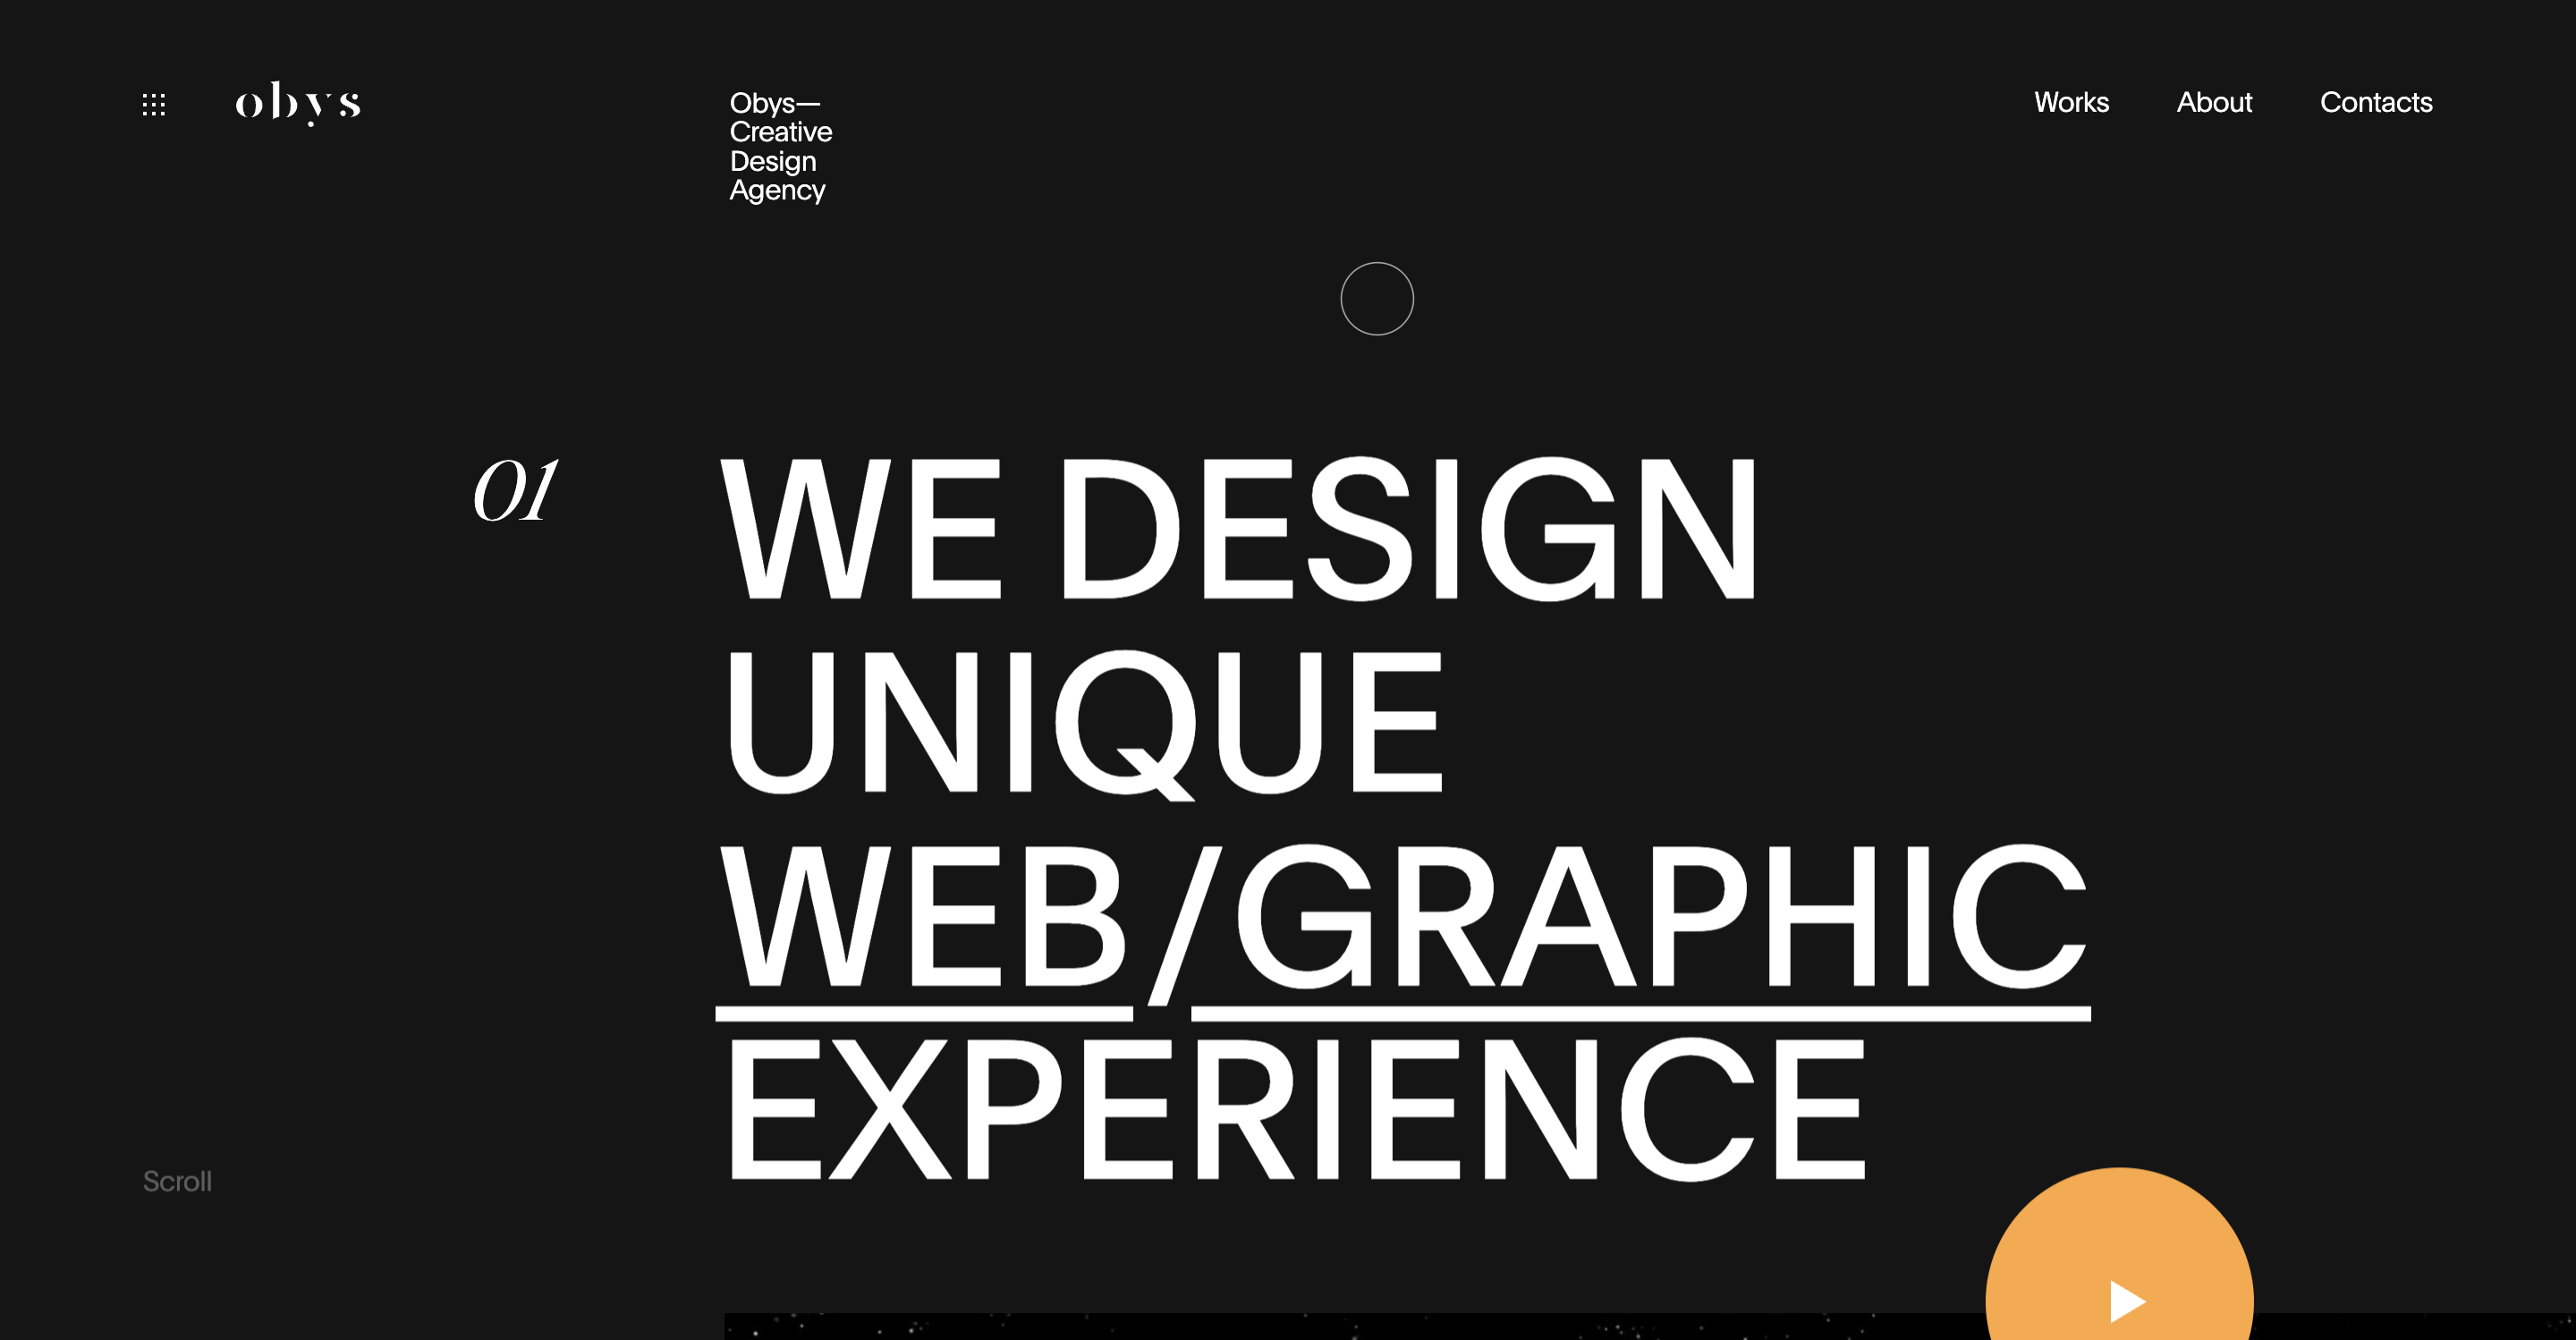 obys
Obys—
Creative
Design
Agency
Works
About
Contacts
01
WE DESIGN
UNIQUE
WEB/GRAPHIC
EXPERIENCE
Scroll